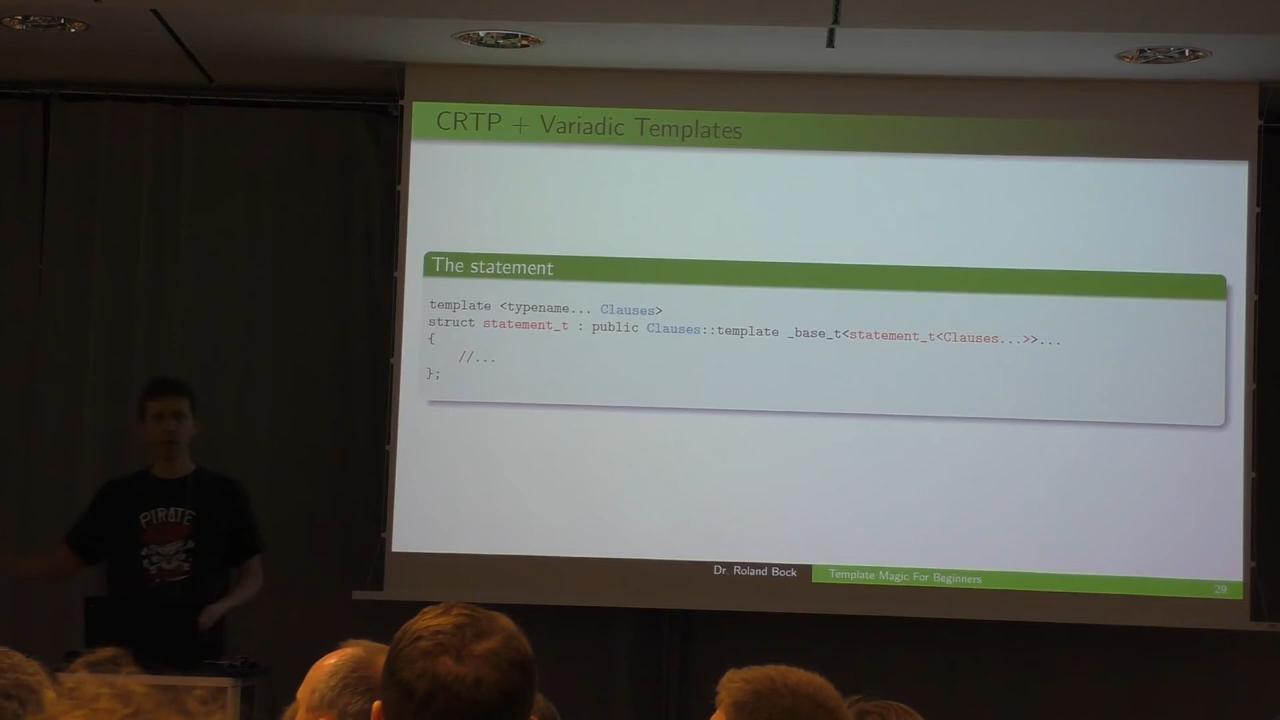 CRTP + Variadic Templates
The statement
template <typename... Clauses>
struct statement_t : public Clauses::template _base_t<statement_t<Clauses...>>...
{
//...
};
Dr. Roland Bock
Template Magic For Beginners
29
PIRATE